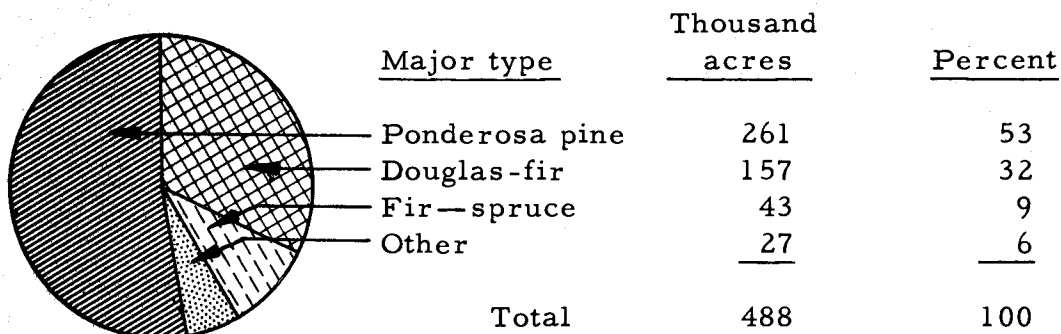 Thousand
Major type acres Percent
Ponderosa pine 261 53
Douglas-fir 157 32
Fir—spruce 43 9
Other 27 6
Total 488 100